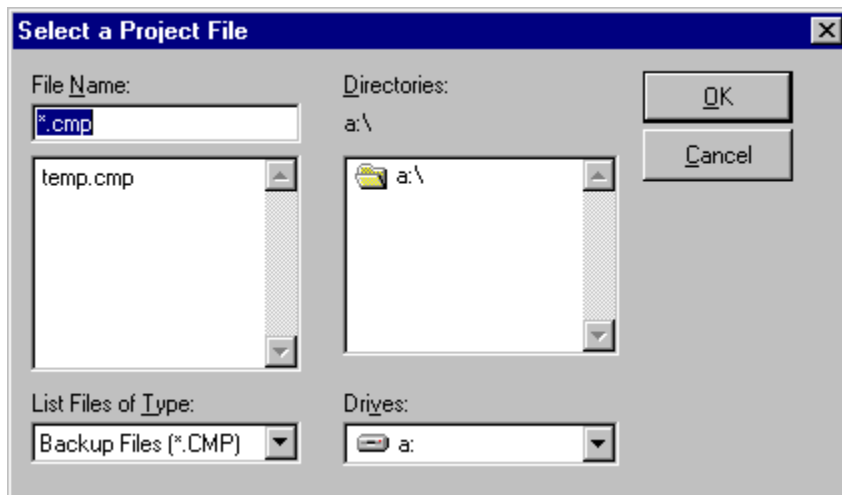 Select a Project File
File Name:
*.cmp
temp.cmp
List Files of Type:
Backup Files (*.CMP)
Directories:
a:\
a:\
Drives:
a:
OK
Cancel